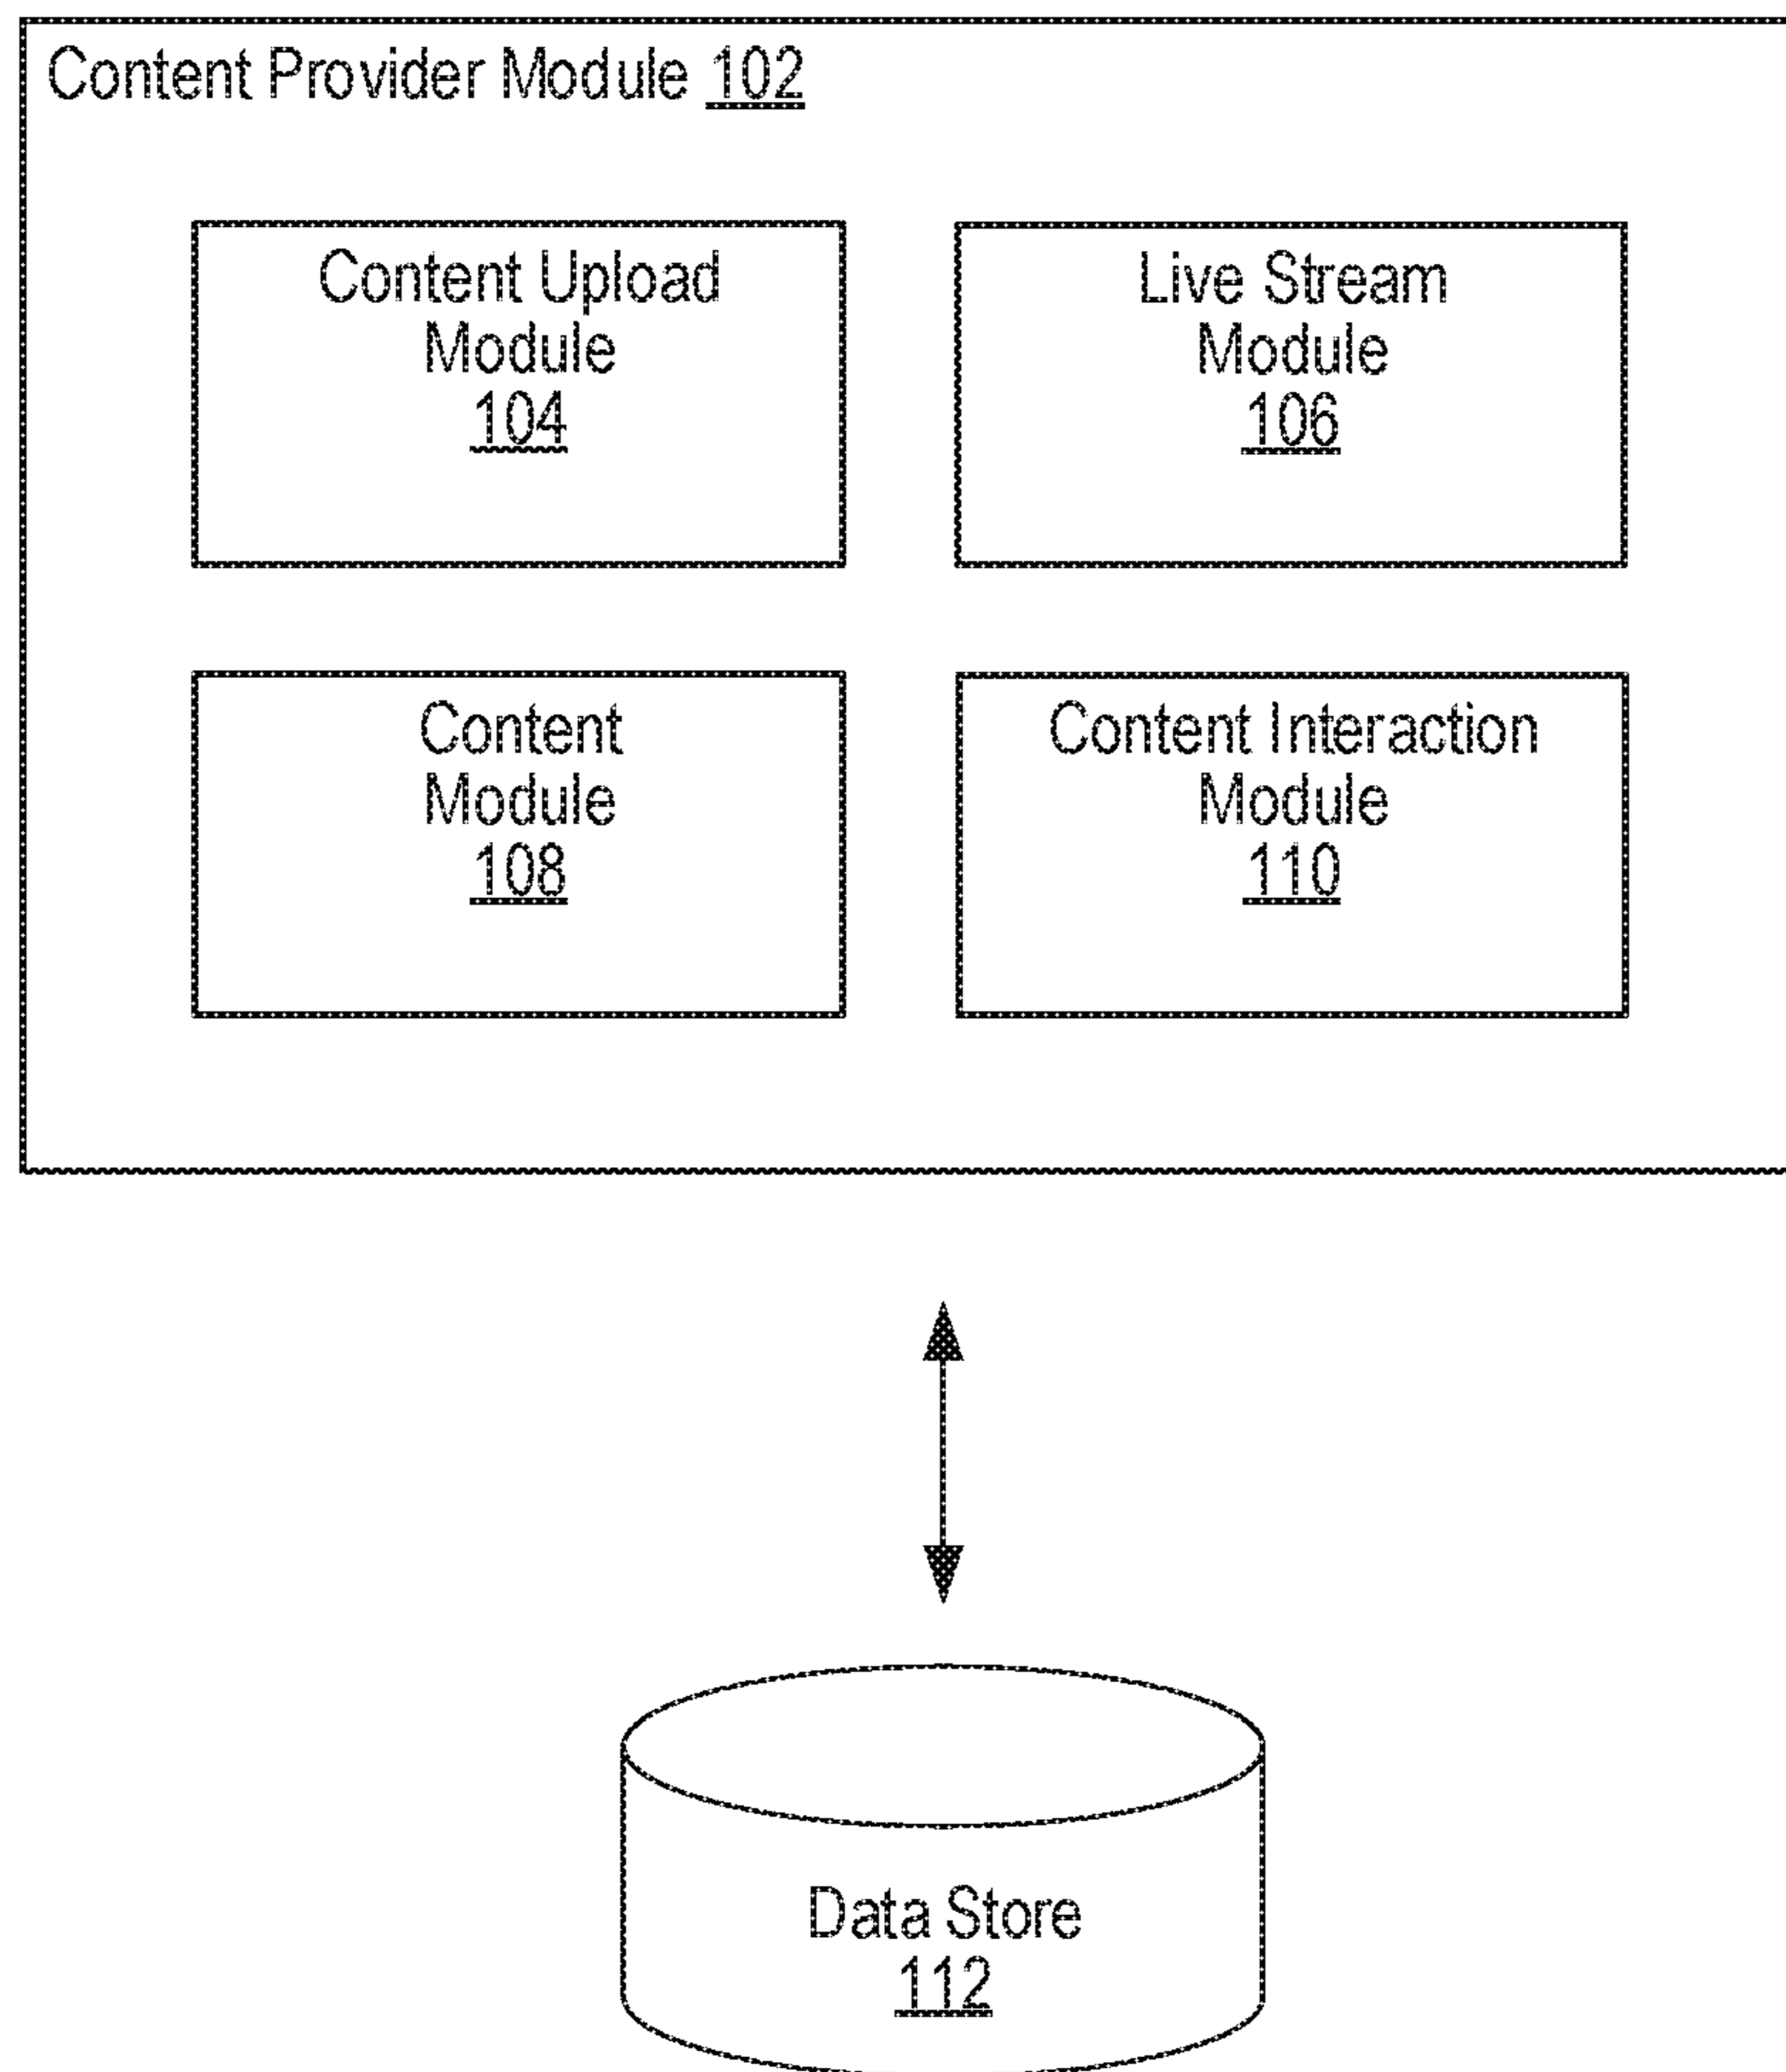 Content Provider Module 102
Content Upload
Module
104
Live Stream
Module
106
Content
Module
108
Content Interaction
Module
110
Data Store
112